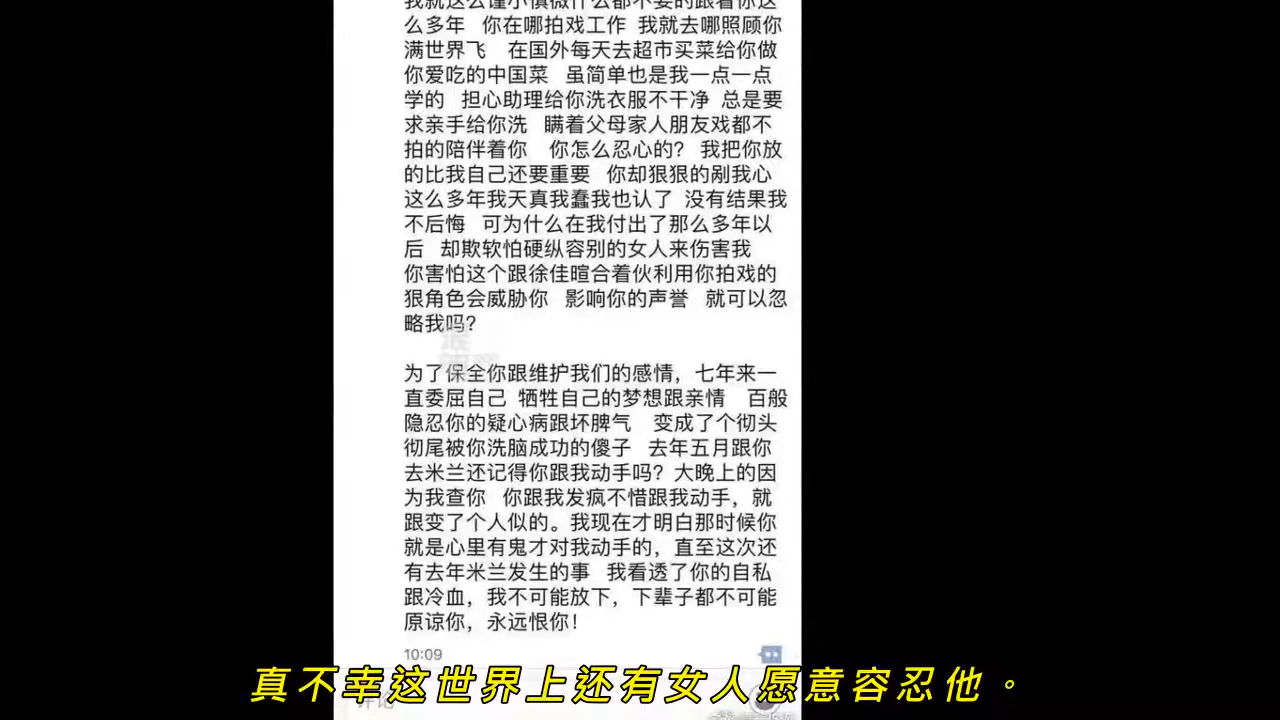 我就这么谨小慎微什么都不要的跟着你这
么多年 你在哪拍戏工作 我就去哪照顾你
满世界飞 在国外每天去超市买菜给你做
你爱吃的中国菜 虽简单也是我一点一点
学的 担心助理给你洗衣服不干净 总是要
求亲手给你洗 瞒着父母家人朋友戏都不
拍的陪伴着你 你怎么忍心的？ 我把你放
的比我自己还要重要 你却狠狠的剐我心
这么多年我天真我蠢我也认了 没有结果我
不后悔 可为什么在我付出了那么多年以
后 却欺软怕硬纵容别的女人来伤害我
你害怕这个跟徐佳暄合着伙利用你拍戏的
狠角色会威胁你 影响你的声誉 就可以忽
略我吗？
为了保全你跟维护我们的感情，七年来一
直委屈自己 牺牲自己的梦想跟亲情 百般
隐忍你的疑心病跟坏脾气 变成了个彻头
彻尾被你洗脑成功的傻子 去年五月跟你
去米兰还记得你跟我动手吗？大晚上的因
为我查你 你跟我发疯不惜跟我动手，就
跟变了个人似的。我现在才明白那时候你
就是心里有鬼才对我动手的，直至这次还
有去年米兰发生的事 我看透了你的自私
跟冷血，我不可能放下，下辈子都不可能
原谅你，永远恨你！
10:09
真不幸这世界上还有女人愿意容忍他。
评论